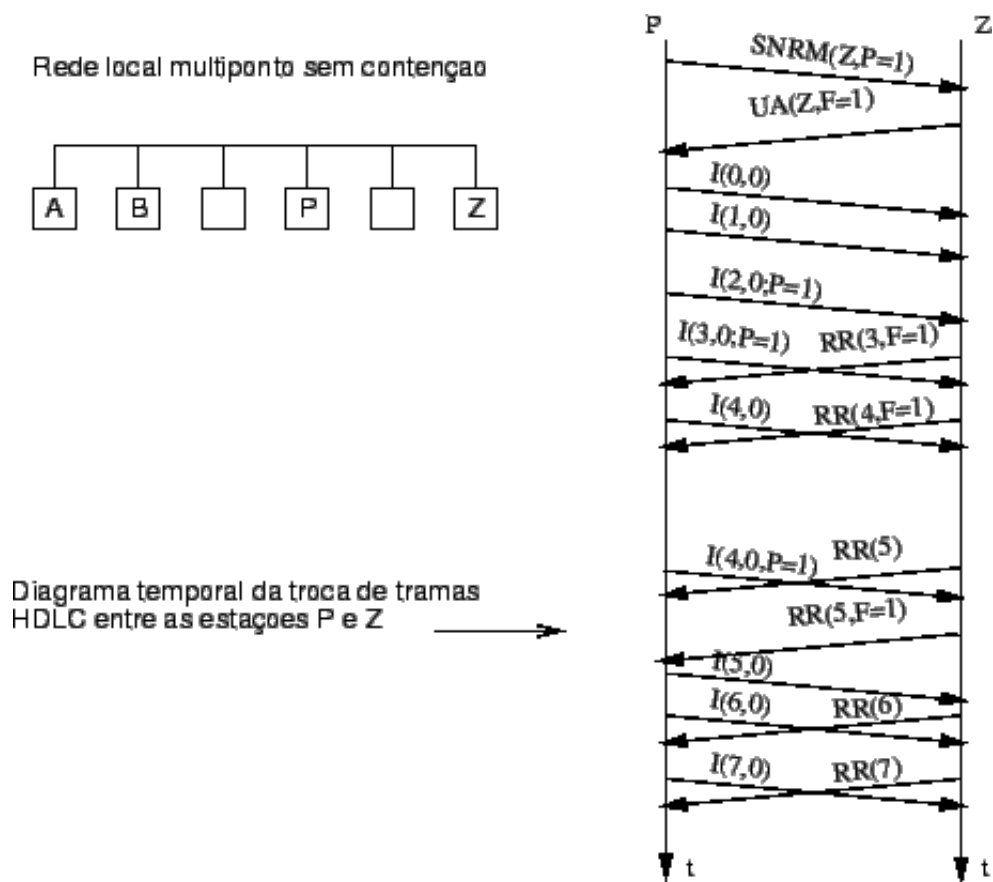 Rede local multiponto sem contençao
A
B
P
Z
Diagrama temporal da troca de tramas
HDLC entre as estaçoes P e Z
P
Z
SNRM(Z,P=1)
UA(Z,F=1)
I(0,0)
I(1,0)
I(2,0;P=1)
I(3,0;P=1)
RR(3,F=1)
I(4,0)
RR(4,F=1)
I(4,0,P=1)
RR(5)
RR(5,F=1)
I(5,0)
I(6,0)
RR(6)
I(7,0)
RR(7)
t
t